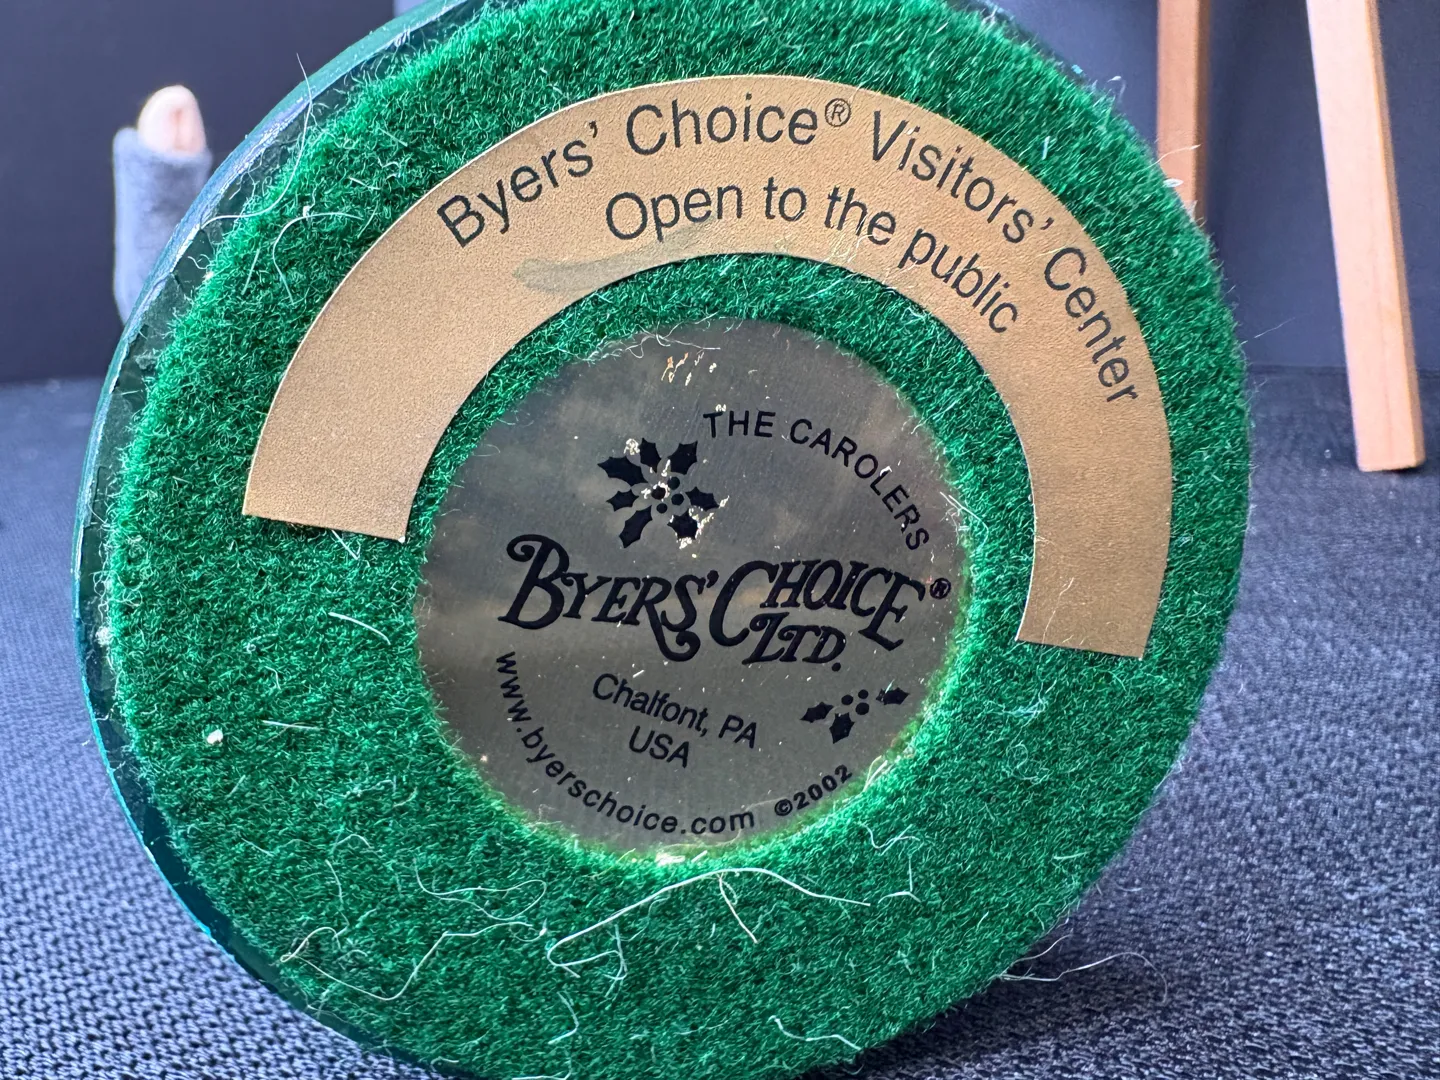 Byers’ Choice® Visitors’ Center
Open to the public
THE CAROLERS
BYERS’ CHOICE®
LTD.
Chalfont, PA
USA
www.byerschoice.com ©2002